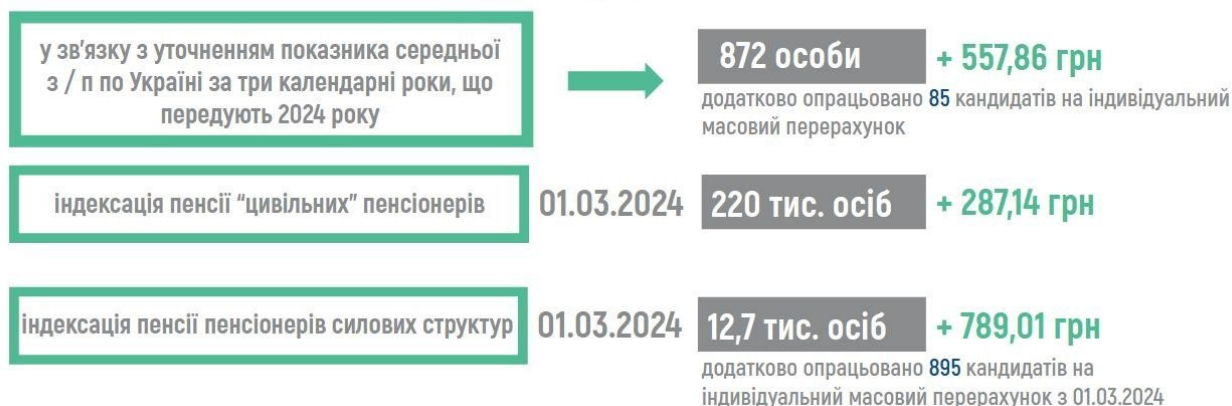 у зв'язку з уточненням показника середньої
з / п по Україні за три календарні роки, що
передують 2024 року
872 особи
+ 557,86 грн
додатково опрацьовано 85 кандидатів на індивідуальний
масовий перерахунок
індексація пенсії "цивільних" пенсіонерів
01.03.2024
220 тис. осіб
+ 287,14 грн
індексація пенсії пенсіонерів силових структур
01.03.2024
12,7 тис. осіб
+ 789,01 грн
додатково опрацьовано 895 кандидатів на
індивідуальний масовий перерахунок з 01.03.2024